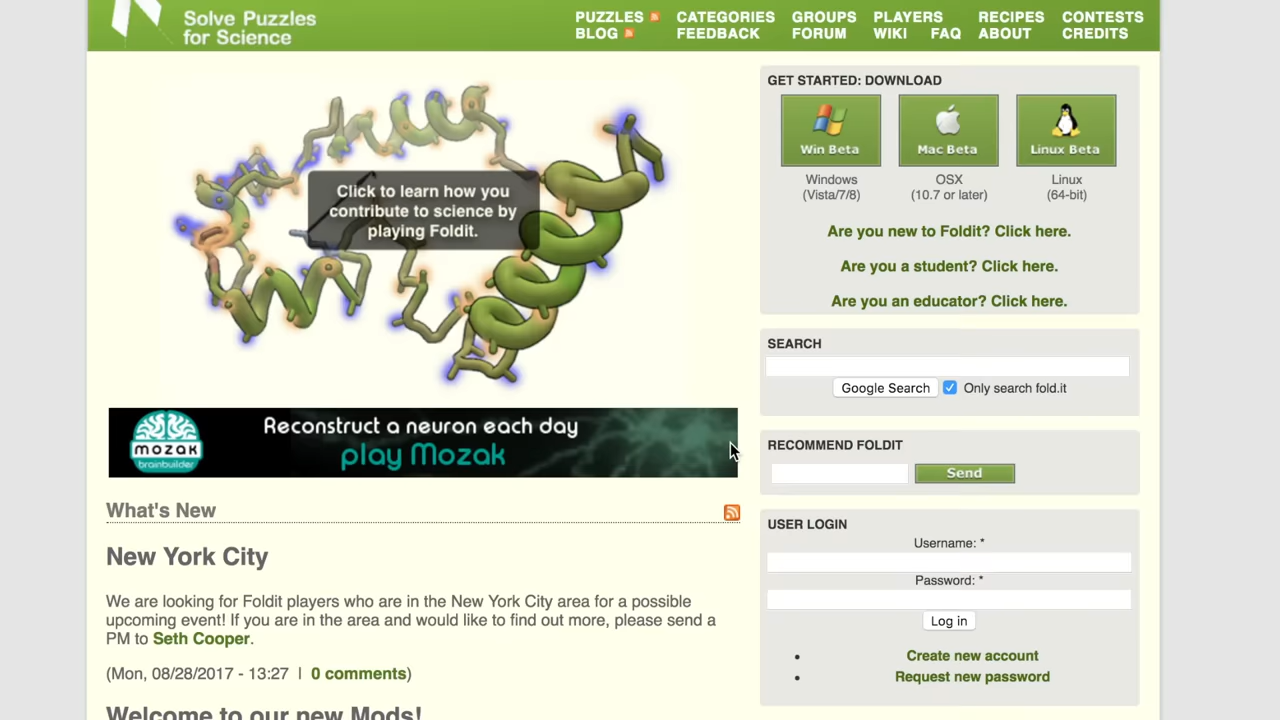 Solve Puzzles
for Science
PUZZLES CATEGORIES GROUPS PLAYERS RECIPES CONTESTS
BLOG FEEDBACK FORUM WIKI FAQ ABOUT CREDITS
Click to learn how you
contribute to science by
playing Foldit.
mozak
brainbuilder
Reconstruct a neuron each day
play Mozak
What's New
New York City
We are looking for Foldit players who are in the New York City area for a possible
upcoming event! If you are in the area and would like to find out more, please send a
PM to Seth Cooper.
(Mon, 08/28/2017 - 13:27 | 0 comments)
Welcome to our new Mods!
GET STARTED: DOWNLOAD
Win Beta Mac Beta Linux Beta
Windows OSX Linux
(Vista/7/8) (10.7 or later) (64-bit)
Are you new to Foldit? Click here.
Are you a student? Click here.
Are you an educator? Click here.
SEARCH
Google Search Only search fold.it
RECOMMEND FOLDIT
Send
USER LOGIN
Username: *
Password: *
Log in
Create new account
Request new password